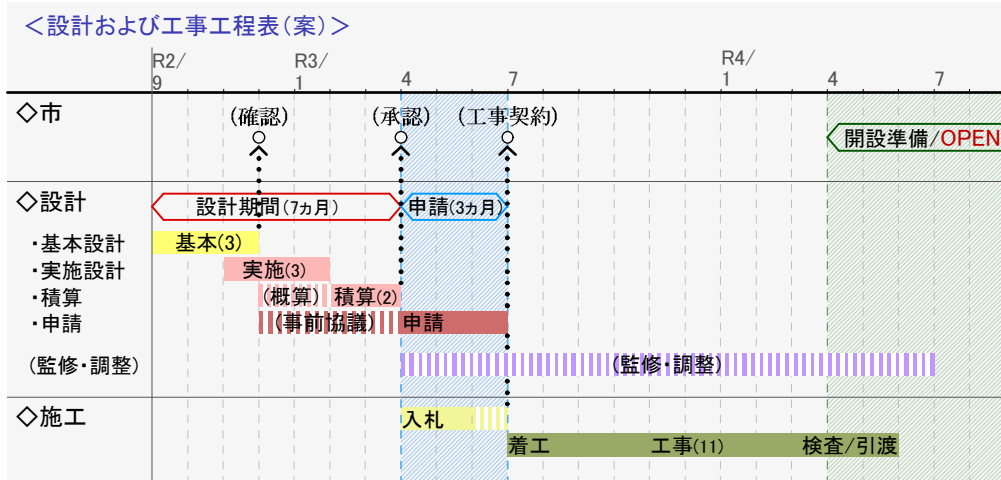 ＜設計および工事工程表(案)＞
R2/ R3/ R4/
9 1 4 7 1 4 7
◇市 (確認) (承認) (工事契約)
開設準備/OPEN
◇設計 設計期間(7ヵ月) 申請(3ヵ月)
・基本設計 基本(3)
・実施設計 実施(3)
・積算 (概算) 積算(2)
・申請 (事前協議) 申請
(監修・調整) (監修・調整)
◇施工 入札
着工 工事(11) 検査/引渡